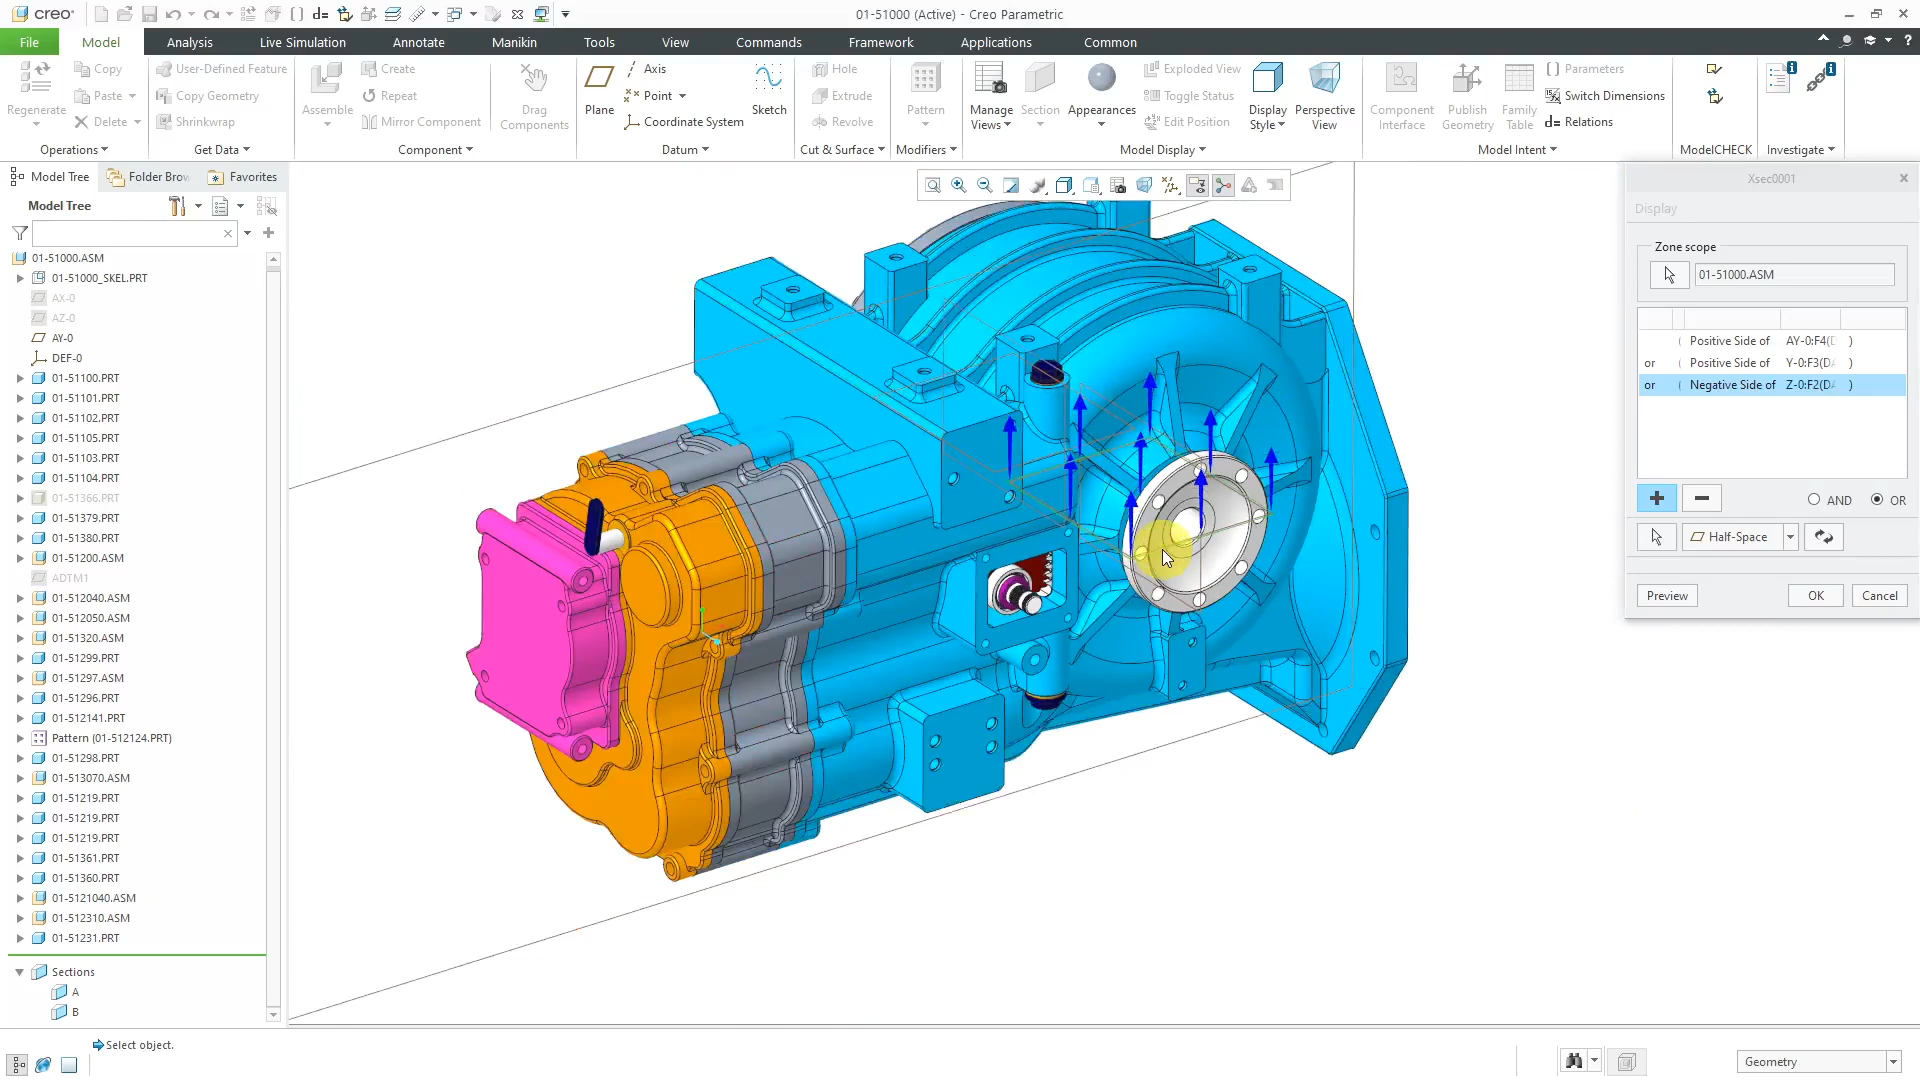 creo
01-51000 (Active) - Creo Parametric
File Model Analysis Live Simulation Annotate Manikin Tools View Commands Framework Applications Common
Regenerate
Copy
Paste
Delete
Operations
User-Defined Feature
Copy Geometry
Shrinkwrap
Get Data
Assemble
Create
Repeat
Mirror Component
Drag Components
Component
Plane
Axis
Point
Coordinate System
Sketch
Datum
Hole
Extrude
Revolve
Cut & Surface
Pattern
Modifiers
Manage Views
Section
Appearances
Exploded View
Toggle Status
Edit Position
Display Style
Perspective View
Model Display
Component Interface
Publish Geometry
Family Table
Parameters
Switch Dimensions
d= Relations
Model Intent
ModelCHECK
Investigate
Model Tree Folder Brow Favorites
Model Tree
01-51000.ASM
01-51000_SKEL.PRT
AX-0
AZ-0
AY-0
DEF-0
01-51100.PRT
01-51101.PRT
01-51102.PRT
01-51105.PRT
01-51103.PRT
01-51104.PRT
01-51366.PRT
01-51379.PRT
01-51380.PRT
01-51200.ASM
ADTM1
01-512040.ASM
01-512050.ASM
01-51320.ASM
01-51299.PRT
01-51297.ASM
01-51296.PRT
01-512141.PRT
Pattern (01-512124.PRT)
01-51298.PRT
01-513070.ASM
01-51219.PRT
01-51219.PRT
01-51219.PRT
01-51361.PRT
01-51360.PRT
01-5121040.ASM
01-512310.ASM
01-51231.PRT
Sections
A
B
Xsec0001
Display
Zone scope
01-51000.ASM
( Positive Side of AY-0:F4(D )
or ( Positive Side of Y-0:F3(DA )
or ( Negative Side of Z-0:F2(DA )
AND OR
Half-Space
Preview OK Cancel
Select object.
Geometry